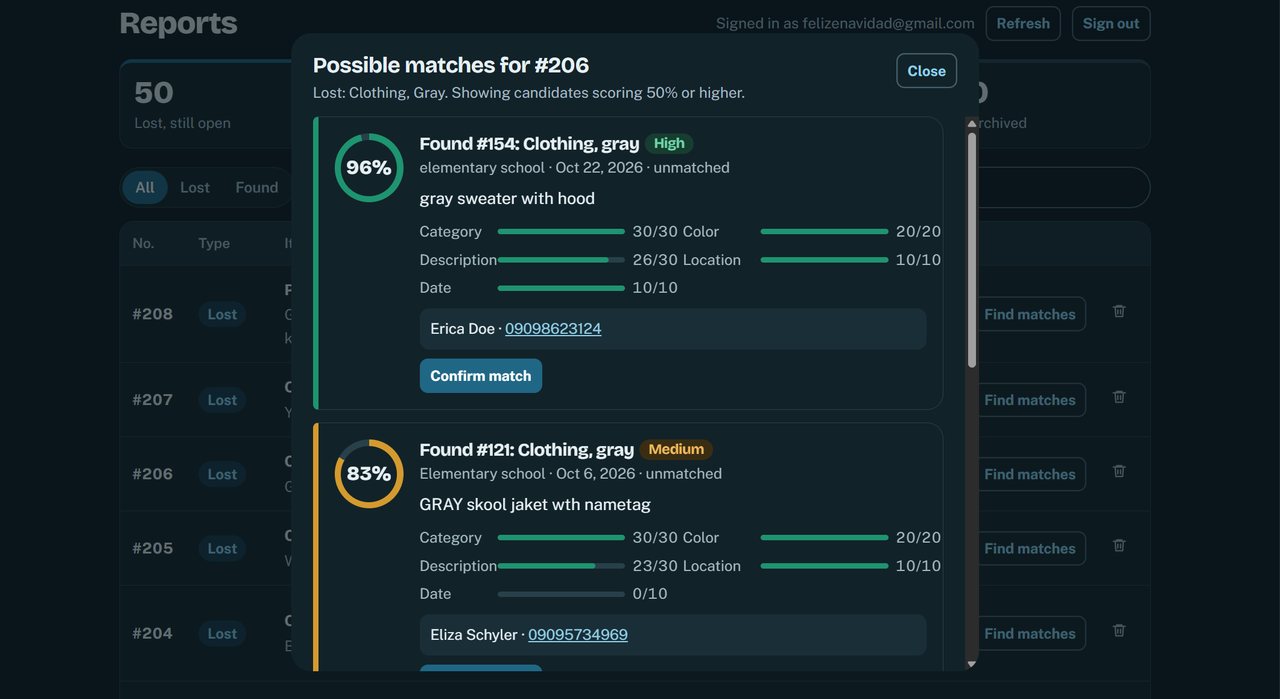 Reports
Signed in as felizenavidad@gmail.com
Refresh
Sign out
50
Lost, still open
Possible matches for #206
Close
Lost: Clothing, Gray. Showing candidates scoring 50% or higher.
All
Lost
Found
No.
Type
96%
Found #154: Clothing, gray High
elementary school · Oct 22, 2026 · unmatched
gray sweater with hood
Category 30/30 Color 20/20
Description 26/30 Location 10/10
Date 10/10
Erica Doe · 09098623124
Confirm match
83%
Found #121: Clothing, gray Medium
Elementary school · Oct 6, 2026 · unmatched
GRAY skool jaket wth nametag
Category 30/30 Color 20/20
Description 23/30 Location 10/10
Date 0/10
Eliza Schyler · 09095734969
#208 Lost Find matches
#207 Lost Find matches
#206 Lost Find matches
#205 Lost Find matches
#204 Lost Find matches